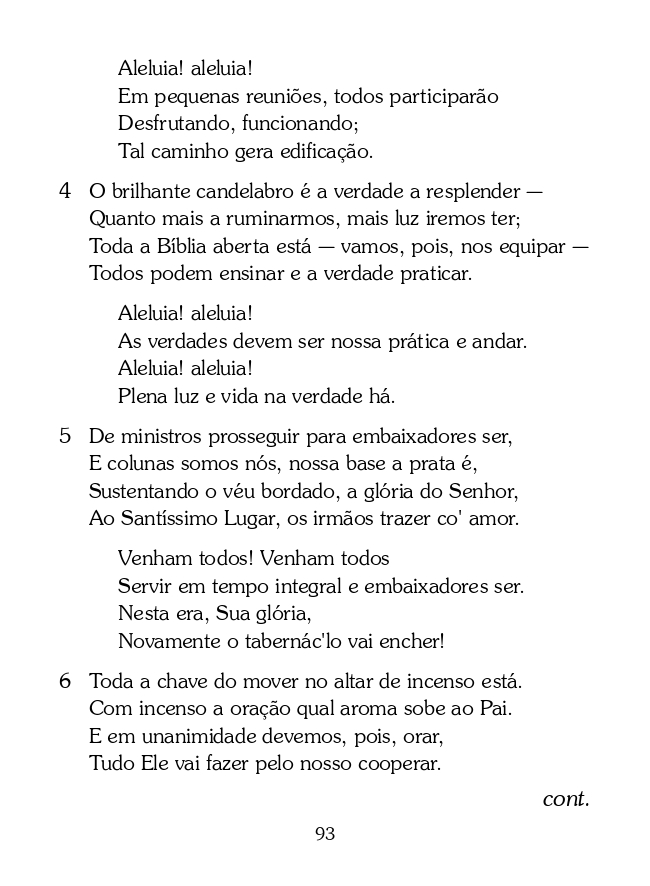 Aleluia! aleluia!
Em pequenas reuniões, todos participarão
Desfrutando, funcionando;
Tal caminho gera edificação.
4 O brilhante candelabro é a verdade a resplender —
Quanto mais a ruminarmos, mais luz iremos ter;
Toda a Bíblia aberta está — vamos, pois, nos equipar —
Todos podem ensinar e a verdade praticar.
Aleluia! aleluia!
As verdades devem ser nossa prática e andar.
Aleluia! aleluia!
Plena luz e vida na verdade há.
5 De ministros prosseguir para embaixadores ser,
E colunas somos nós, nossa base a prata é,
Sustentando o véu bordado, a glória do Senhor,
Ao Santíssimo Lugar, os irmãos trazer co' amor.
Venham todos! Venham todos
Servir em tempo integral e embaixadores ser.
Nesta era, Sua glória,
Novamente o tabernác'lo vai encher!
6 Toda a chave do mover no altar de incenso está.
Com incenso a oração qual aroma sobe ao Pai.
E em unanimidade devemos, pois, orar,
Tudo Ele vai fazer pelo nosso cooperar.
cont.
93